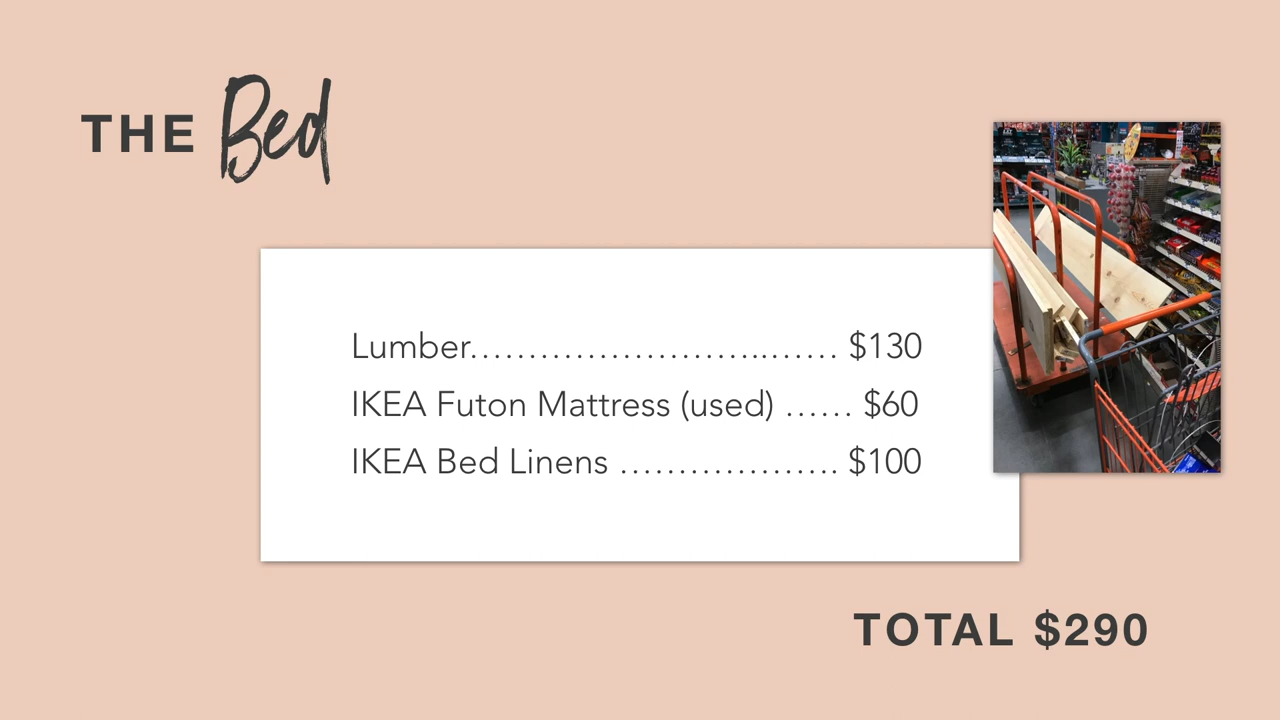 THE Bed
Lumber................................ $130
IKEA Futon Mattress (used) ...... $60
IKEA Bed Linens ................... $100
TOTAL $290